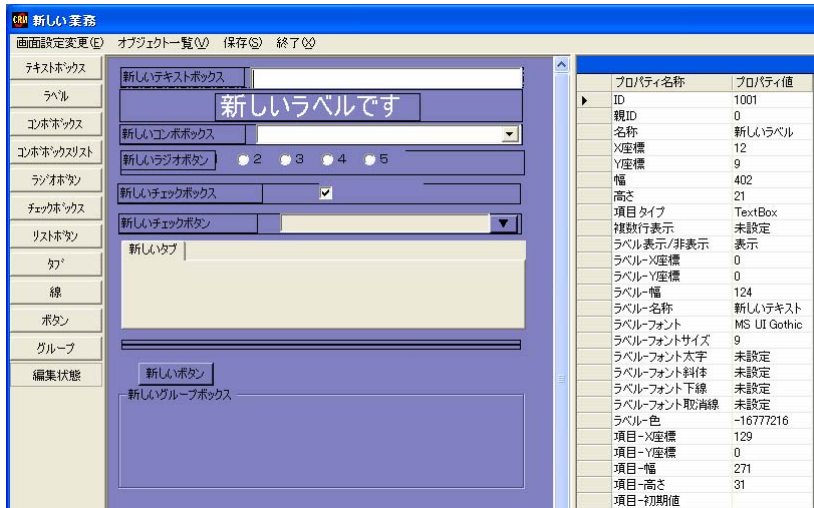 CRM 新しい業務
画面設定変更(E) オブジェクト一覧(V) 保存(S) 終了(X)
テキストボックス
ラベル
コンボボックス
コンボボックスリスト
ラジオボタン
チェックボックス
リストボタン
タブ
線
ボタン
グループ
編集状態
新しいテキストボックス
新しいラベルです
新しいコンボボックス
新しいラジオボタン 2 3 4 5
新しいチェックボックス
新しいチェックボタン
新しいタブ
新しいボタン
新しいグループボックス
プロパティ名称 プロパティ値
ID 1001
親ID 0
名称 新しいラベル
X座標 12
Y座標 9
幅 402
高さ 21
項目タイプ TextBox
複数行表示 未設定
ラベル表示/非表示 表示
ラベル-X座標 0
ラベル-Y座標 0
ラベル-幅 124
ラベル-名称 新しいテキスト
ラベル-フォント MS UI Gothic
ラベル-フォントサイズ 9
ラベル-フォント太字 未設定
ラベル-フォント斜体 未設定
ラベル-フォント下線 未設定
ラベル-フォント取消線 未設定
ラベル-色 -16777216
項目-X座標 129
項目-Y座標 0
項目-幅 271
項目-高さ 31
項目-初期値